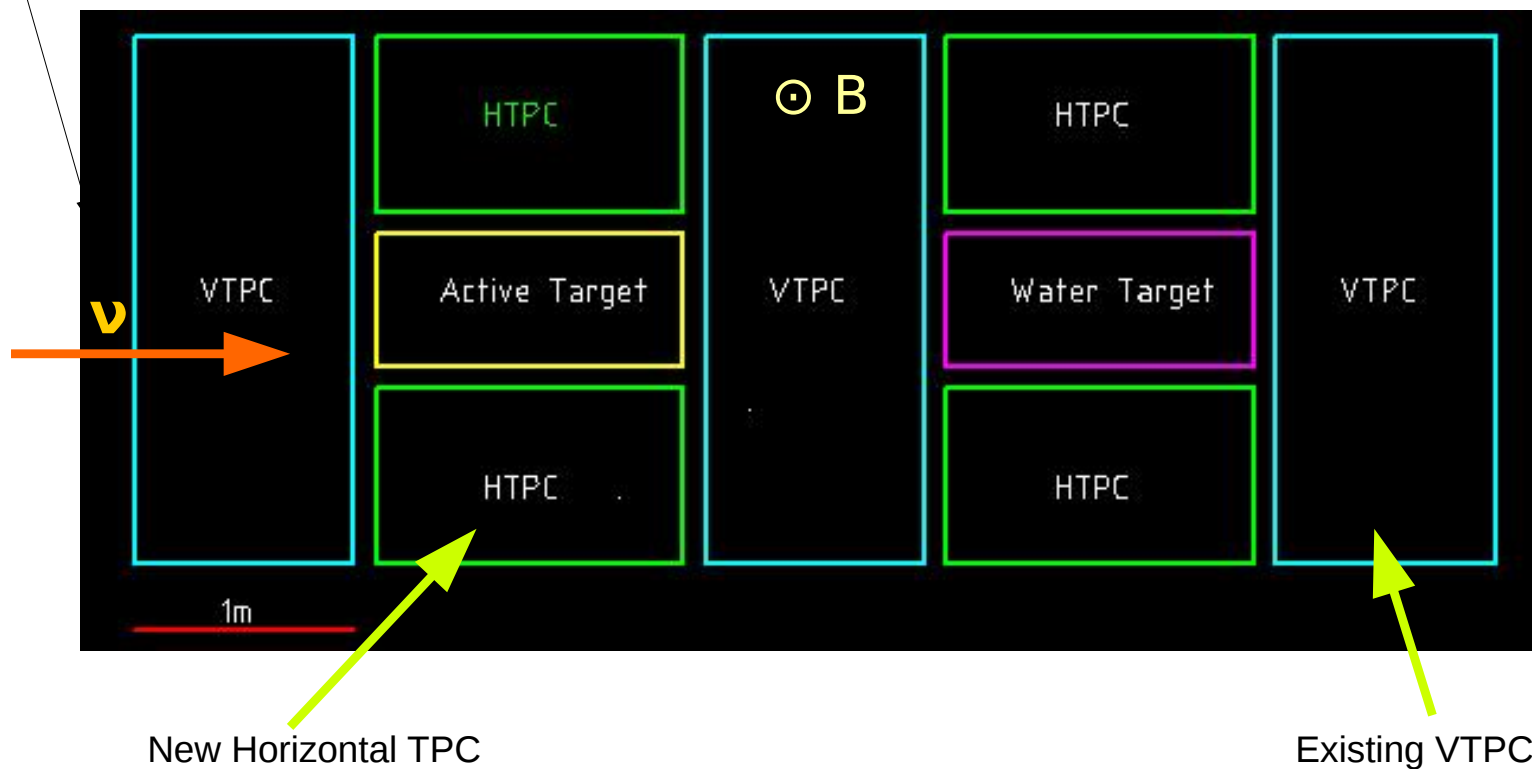 HTPC
⊙ B
HTPC
VTPC
Active Target
VTPC
Water Target
VTPC
ν
HTPC
HTPC
1m
New Horizontal TPC
Existing VTPC